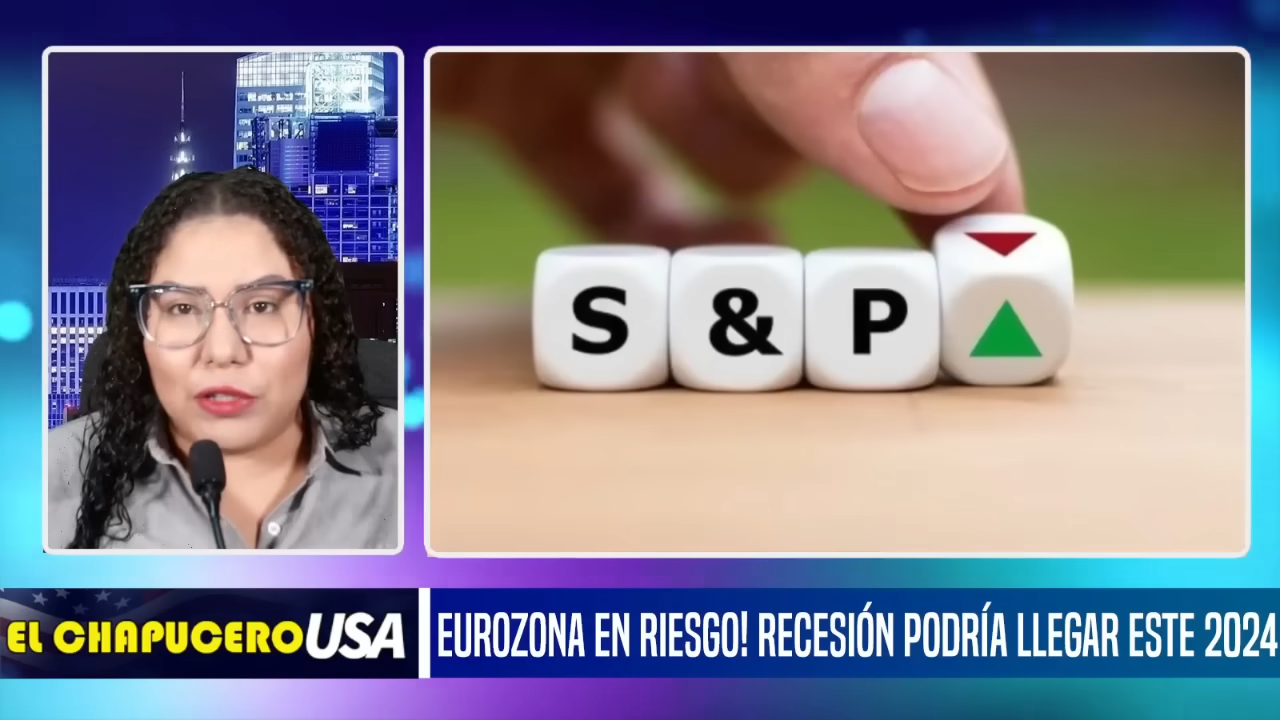 S & P
EL CHAPUCERO USA
EUROZONA EN RIESGO! RECESIÓN PODRÍA LLEGAR ESTE 2024